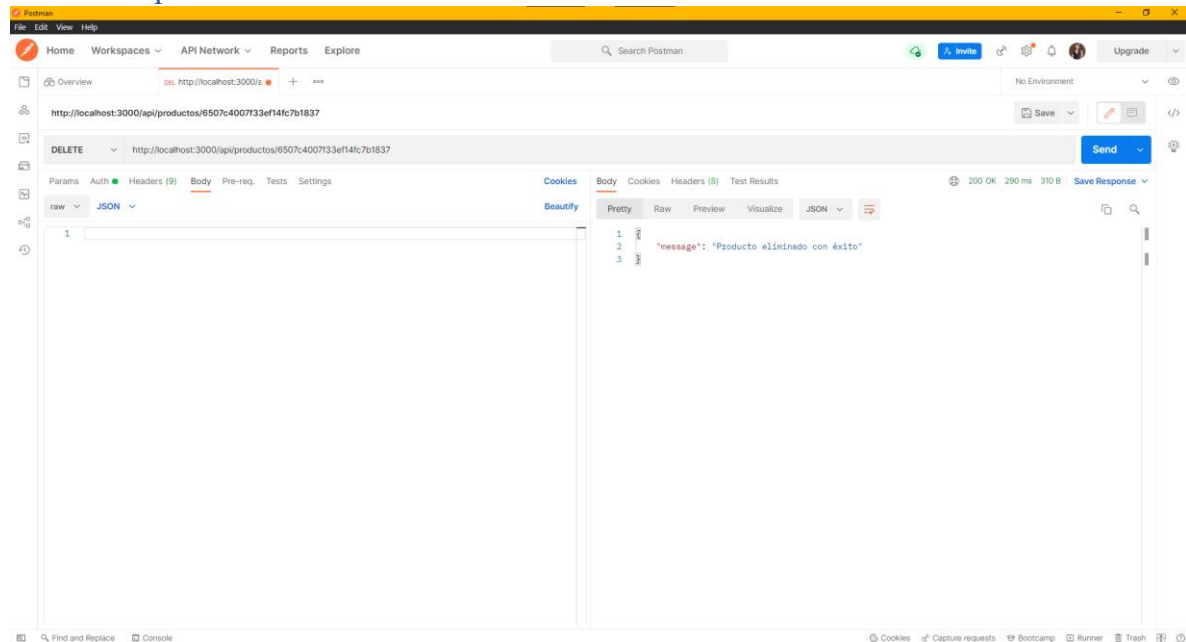 Postman
File Edit View Help
Home Workspaces API Network Reports Explore Search Postman Invite Upgrade
Overview DEL http://localhost:3000/a No Environment
http://localhost:3000/api/productos/6507c4007f33ef14fc7b1837 Save
DELETE http://localhost:3000/api/productos/6507c4007f33ef14fc7b1837 Send
Params Auth Headers (9) Body Pre-req. Tests Settings Cookies
raw JSON Beautify
1
Body Cookies Headers (8) Test Results 200 OK 290 ms 310 B Save Response
Pretty Raw Preview Visualize JSON
1 {
2 "message": "Producto eliminado con éxito"
3 }
Find and Replace Console Cookies Capture requests Bootcamp Runner Trash